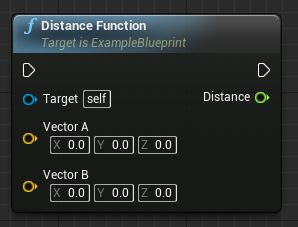 f Distance Function
Target is ExampleBlueprint
Target self
Distance
Vector A
X 0.0 Y 0.0 Z 0.0
Vector B
X 0.0 Y 0.0 Z 0.0